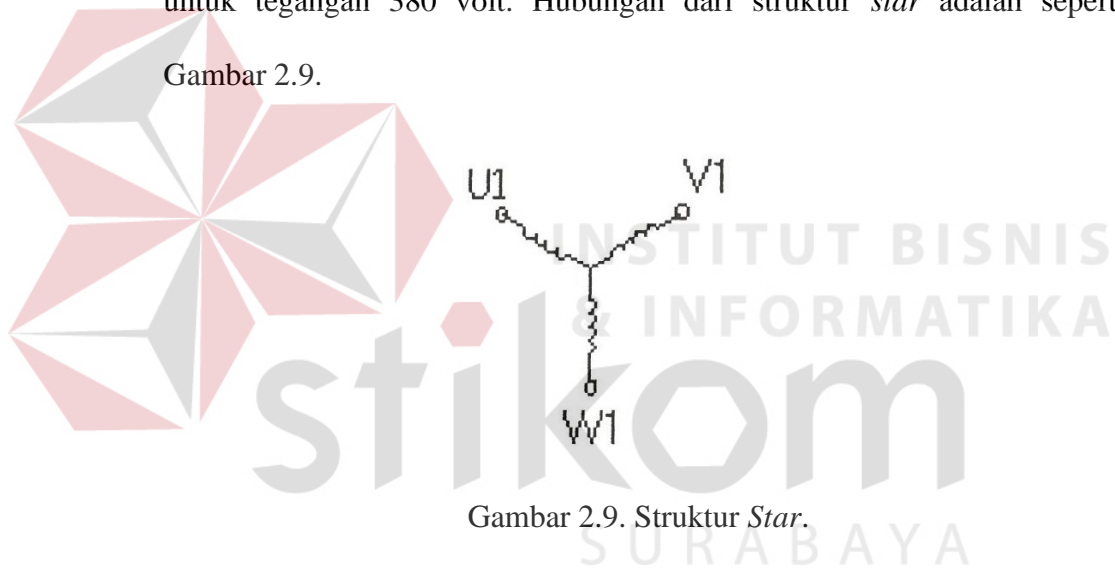 untuk tegangan 380 volt. Hubungan dari struktur star adalah seperti
Gambar 2.9.
U1
V1
INSTITUT BISNIS
& INFORMATIKA
stikom
W1
Gambar 2.9. Struktur Star.
SURABAYA